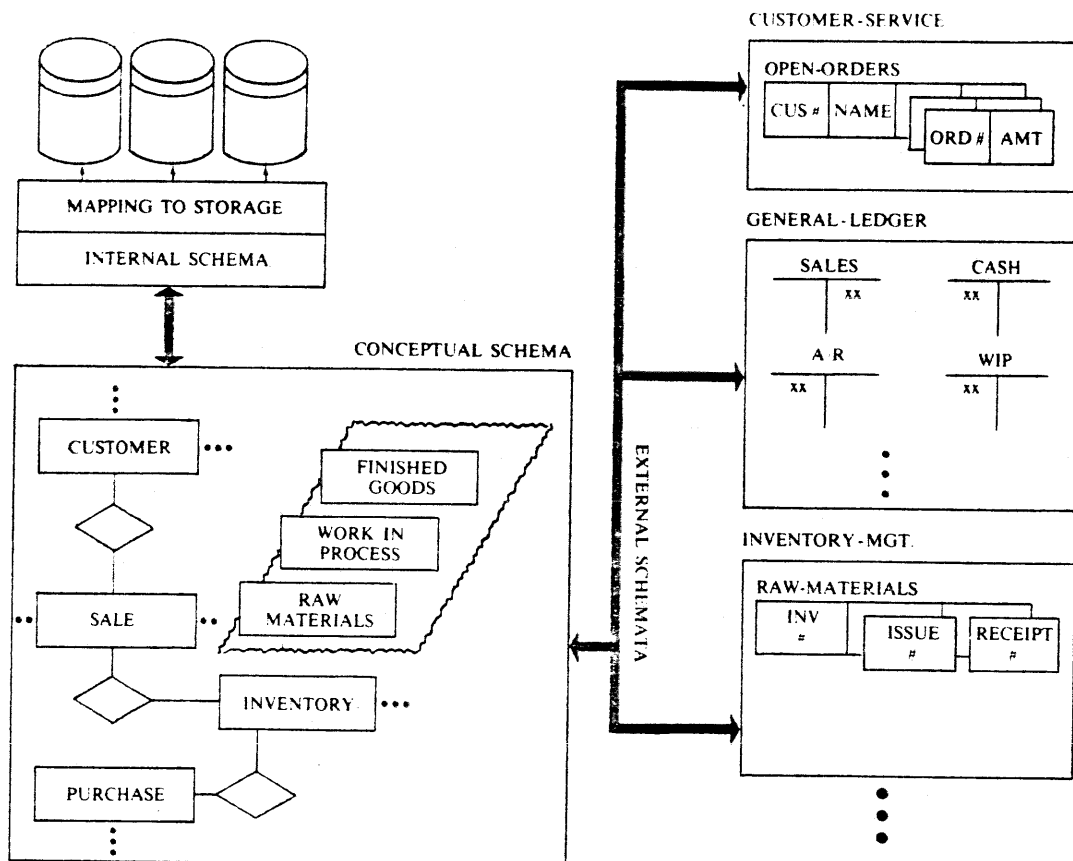 MAPPING TO STORAGE
INTERNAL SCHEMA
CONCEPTUAL SCHEMA
CUSTOMER
FINISHED
GOODS
WORK IN
PROCESS
RAW
MATERIALS
SALE
INVENTORY
PURCHASE
EXTERNAL SCHEMATA
CUSTOMER-SERVICE
OPEN-ORDERS
CUS # NAME
ORD # AMT
GENERAL-LEDGER
SALES CASH
xx xx
A/R WIP
xx xx
INVENTORY-MGT.
RAW-MATERIALS
INV
#
ISSUE
#
RECEIPT
#